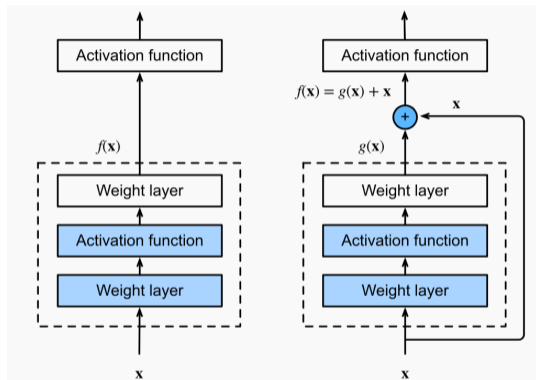 Activation function
f(x)
Weight layer
Activation function
Weight layer
x
Activation function
f(x) = g(x) + x
x
+
g(x)
Weight layer
Activation function
Weight layer
x